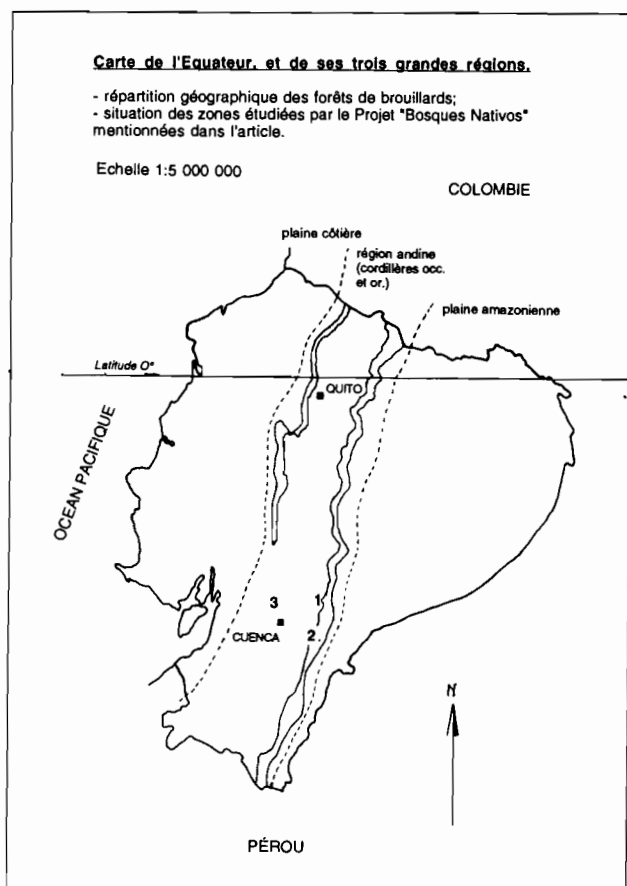 Carte de l'Equateur, et de ses trois grandes régions.
- répartition géographique des forêts de brouillards;
- situation des zones étudiées par le Projet "Bosques Nativos"
mentionnées dans l'article.
Echelle 1:5 000 000
COLOMBIE
plaine côtière
région andine
(cordillères occ.
et or.)
plaine amazonienne
Latitude O°
QUITO
OCEAN PACIFIQUE
3
1
CUENCA
2.
N
PÉROU